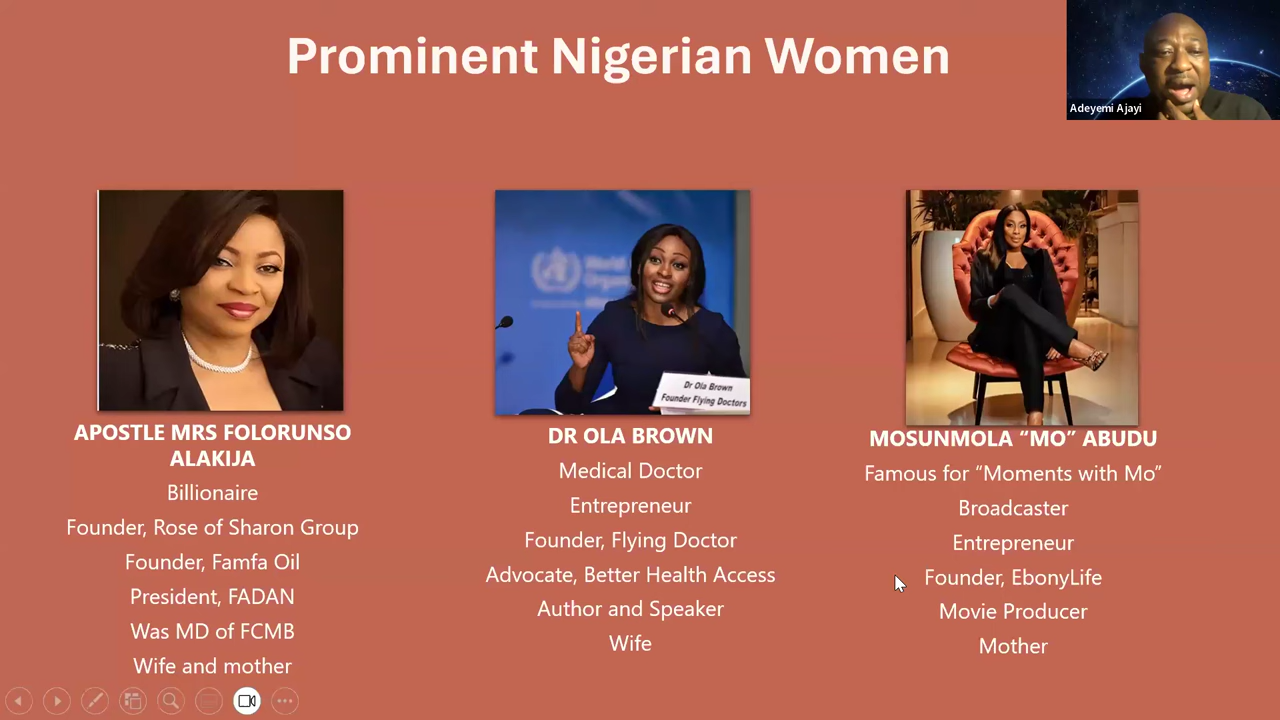 Prominent Nigerian Women
Adeyemi Ajayi
World
Dr Ola Brown
Founder Flying Doctors
APOSTLE MRS FOLORUNSO
ALAKIJA
Billionaire
Founder, Rose of Sharon Group
Founder, Famfa Oil
President, FADAN
Was MD of FCMB
Wife and mother
DR OLA BROWN
Medical Doctor
Entrepreneur
Founder, Flying Doctor
Advocate, Better Health Access
Author and Speaker
Wife
MOSUNMOLA “MO” ABUDU
Famous for “Moments with Mo”
Broadcaster
Entrepreneur
Founder, EbonyLife
Movie Producer
Mother